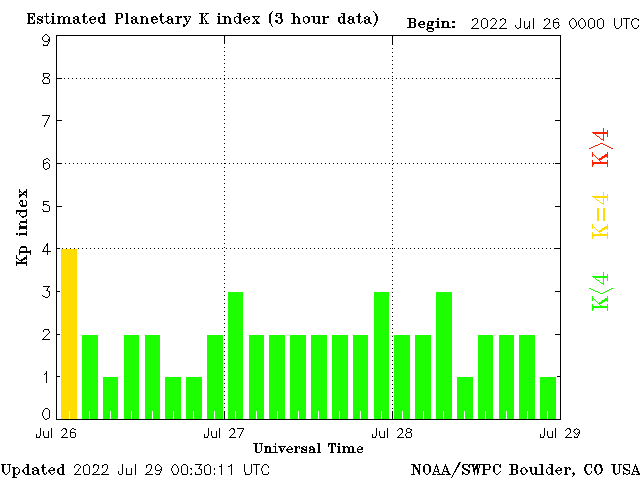 Estimated Planetary K index (3 hour data) Begin: 2022 Jul 26 0000 UTC
9
8
7
6
5
4
3
2
1
0
Kp index
K>4
K=4
K<4
Jul 26 Jul 27 Jul 28 Jul 29
Universal Time
Updated 2022 Jul 29 00:30:11 UTC NOAA/SWPC Boulder, CO USA